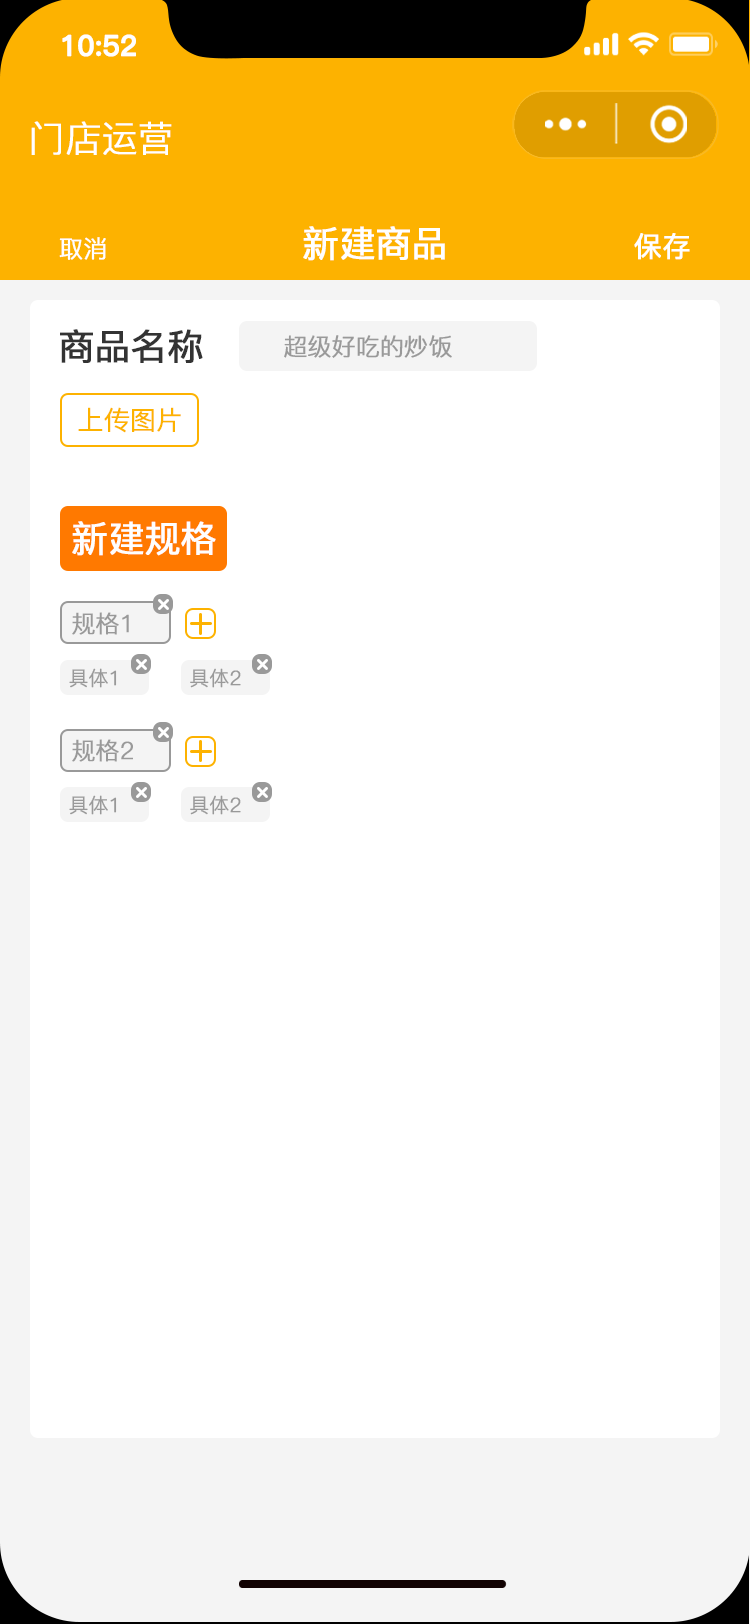 10:52
门店运营
取消 新建商品 保存
商品名称 超级好吃的炒饭
上传图片
新建规格
规格1
具体1 具体2
规格2
具体1 具体2